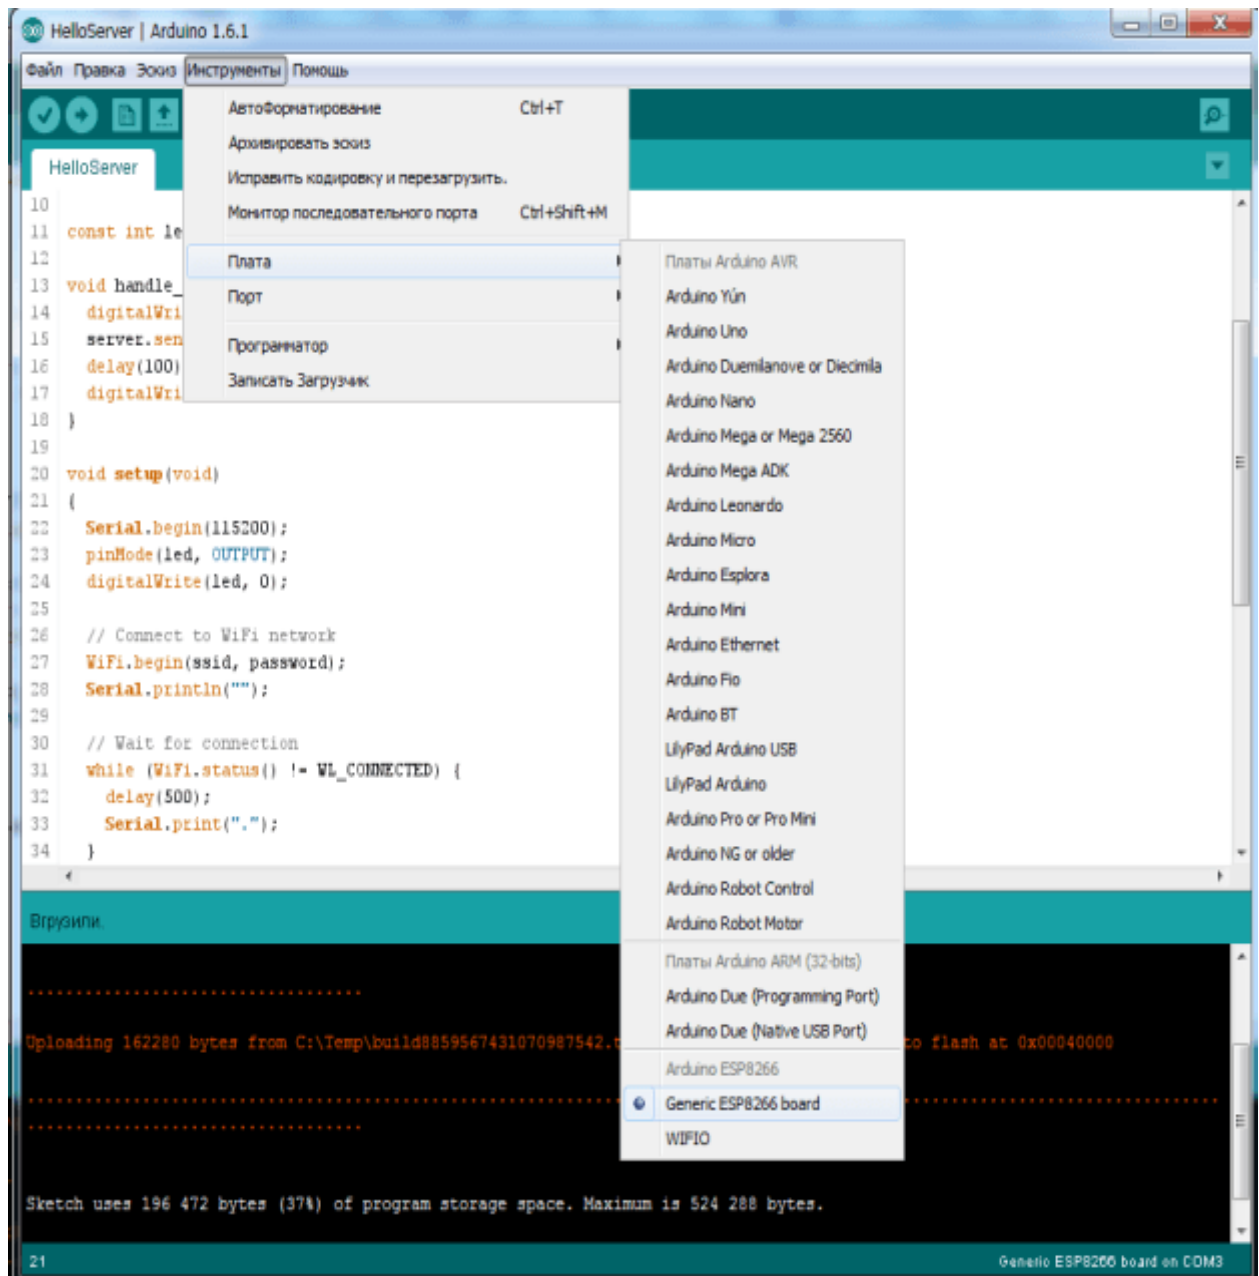 HelloServer | Arduino 1.6.1
Файл Правка Эскиз Инструменты Помощь
АвтоФорматирование Ctrl+T
Архивировать эскиз
Исправить кодировку и перезагрузить.
Монитор последовательного порта Ctrl+Shift+M
Плата
Порт
Программатор
Записать Загрузчик
HelloServer
10
11 const int le
12
13 void handle_
14 digitalWri
15 server.sen
16 delay(100)
17 digitalWri
18 }
19
20 void setup(void)
21 {
22 Serial.begin(115200);
23 pinMode(led, OUTPUT);
24 digitalWrite(led, 0);
25
26 // Connect to WiFi network
27 WiFi.begin(ssid, password);
28 Serial.println("");
29
30 // Wait for connection
31 while (WiFi.status() != WL_CONNECTED) {
32 delay(500);
33 Serial.print(".");
34 }
Платы Arduino AVR
Arduino Yún
Arduino Uno
Arduino Duemilanove or Diecimila
Arduino Nano
Arduino Mega or Mega 2560
Arduino Mega ADK
Arduino Leonardo
Arduino Micro
Arduino Esplora
Arduino Mini
Arduino Ethernet
Arduino Fio
Arduino BT
LilyPad Arduino USB
LilyPad Arduino
Arduino Pro or Pro Mini
Arduino NG or older
Arduino Robot Control
Arduino Robot Motor
Платы Arduino ARM (32-bits)
Arduino Due (Programming Port)
Arduino Due (Native USB Port)
Arduino ESP8266
Generic ESP8266 board
WIFIO
Вгрузили.
Uploading 162280 bytes from C:\Temp\build8859567431070987542.t to flash at 0x00040000
Sketch uses 196 472 bytes (37%) of program storage space. Maximum is 524 288 bytes.
21 Generic ESP8266 board on COM3